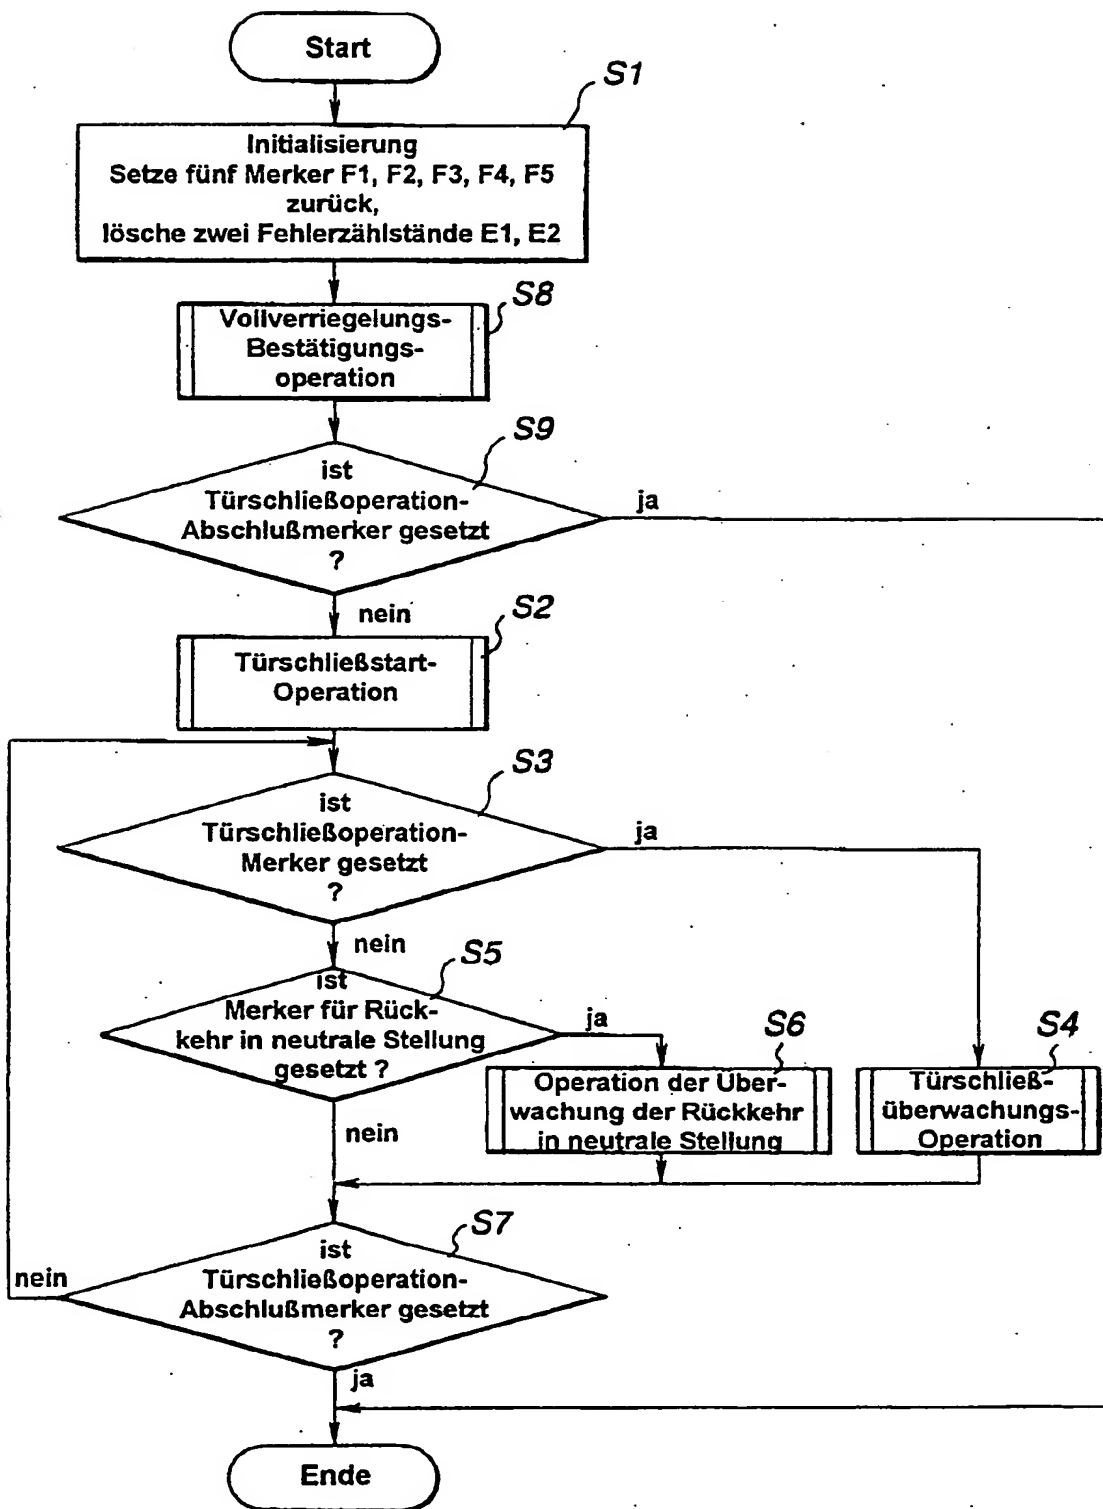 Start
S1
Initialisierung
Setze fünf Merker F1, F2, F3, F4, F5
zurück,
lösche zwei Fehlerzählstände E1, E2
S8
Vollverriegelungs-
Bestätigungs-
operation
S9
ist
Türschließoperation-
Abschlußmerker gesetzt
?
ja
nein
S2
Türschließstart-
Operation
S3
ist
Türschließoperation-
Merker gesetzt
?
ja
nein
S5
ist
Merker für Rück-
kehr in neutrale Stellung
gesetzt ?
ja
nein
S6
Operation der Uber-
wachung der Rückkehr
in neutrale Stellung
S4
Türschließ-
überwachungs-
Operation
S7
ist
Türschließoperation-
Abschlußmerker gesetzt
?
nein
ja
Ende